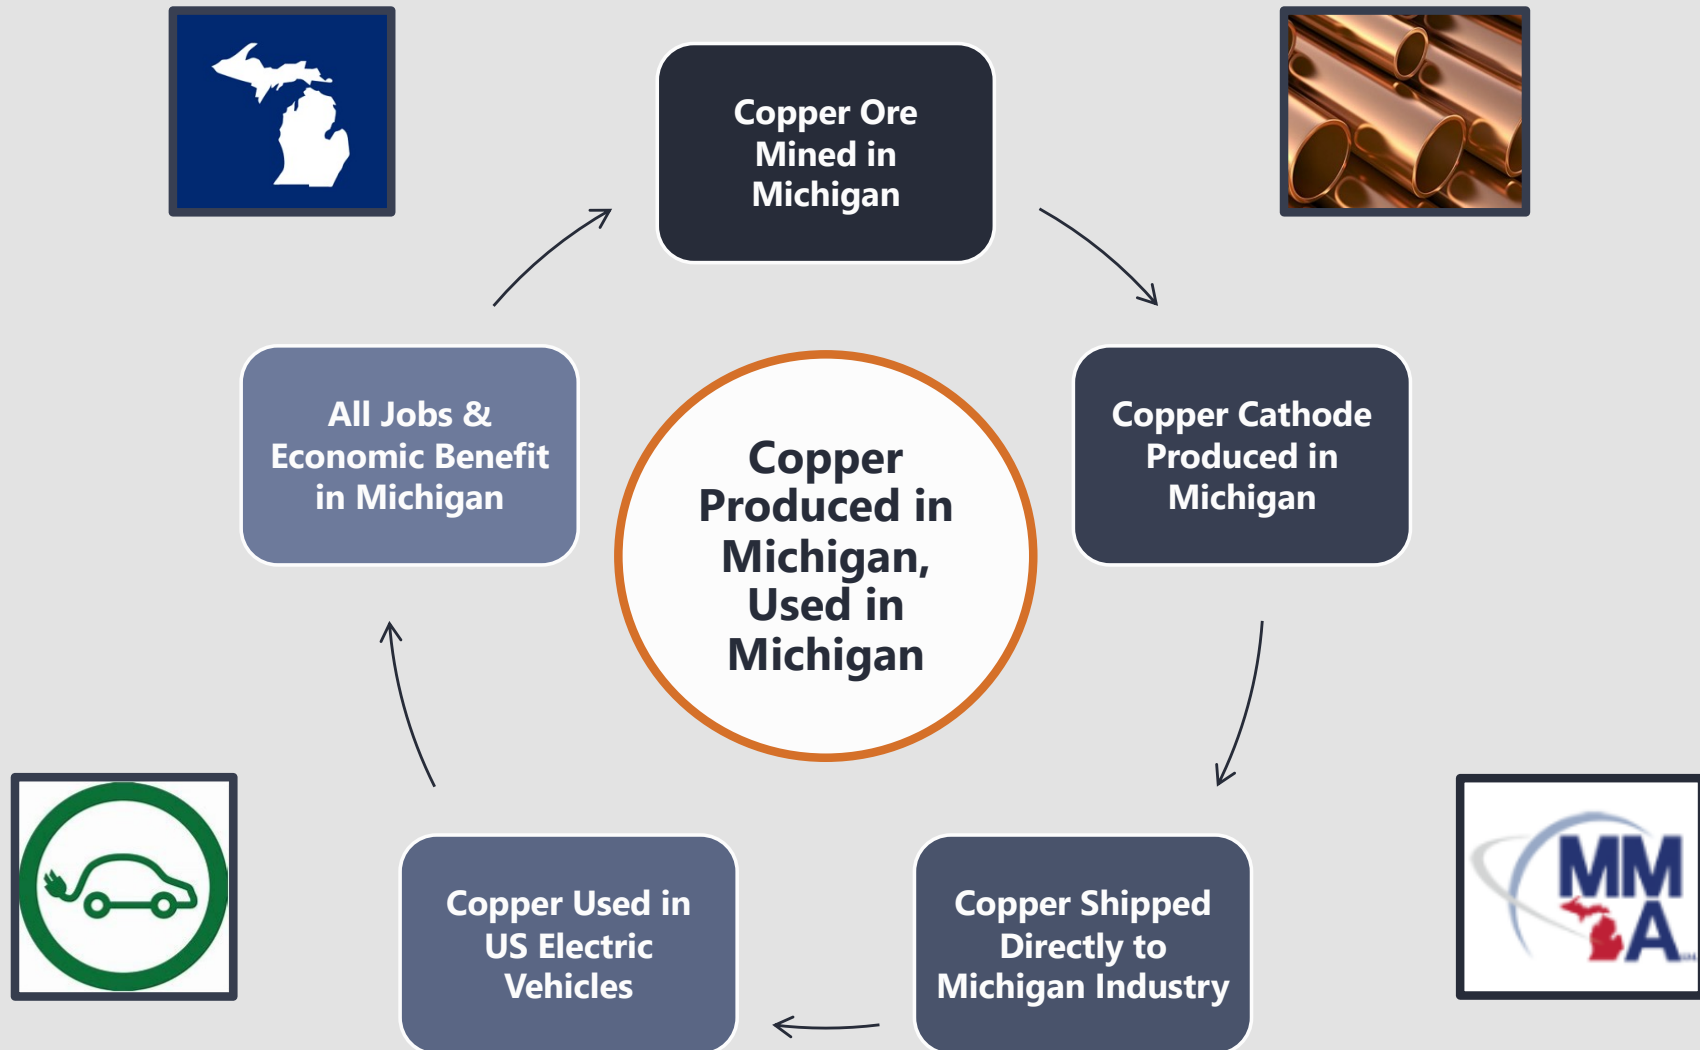 Copper Ore
Mined in
Michigan
All Jobs &
Economic Benefit
in Michigan
Copper
Produced in
Michigan,
Used in
Michigan
Copper Cathode
Produced in
Michigan
Copper Used in
US Electric
Vehicles
Copper Shipped
Directly to
Michigan Industry
MM
A